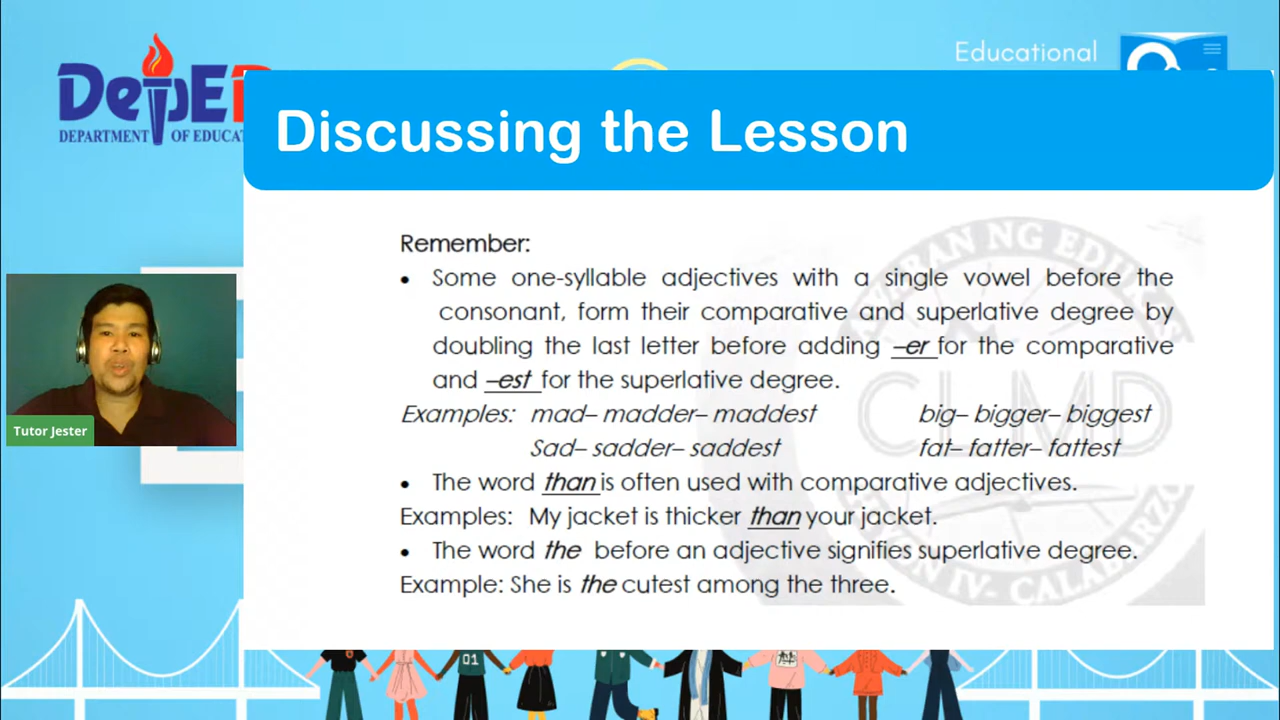 Educational
DepED
DEPARTMENT OF EDUCAT
Discussing the Lesson
Remember:
• Some one-syllable adjectives with a single vowel before the
consonant, form their comparative and superlative degree by
doubling the last letter before adding –er for the comparative
and –est for the superlative degree.
Examples: mad– madder– maddest big– bigger– biggest
Sad– sadder– saddest fat– fatter– fattest
• The word than is often used with comparative adjectives.
Examples: My jacket is thicker than your jacket.
• The word the before an adjective signifies superlative degree.
Example: She is the cutest among the three.
CLMD
Tutor Jester
01